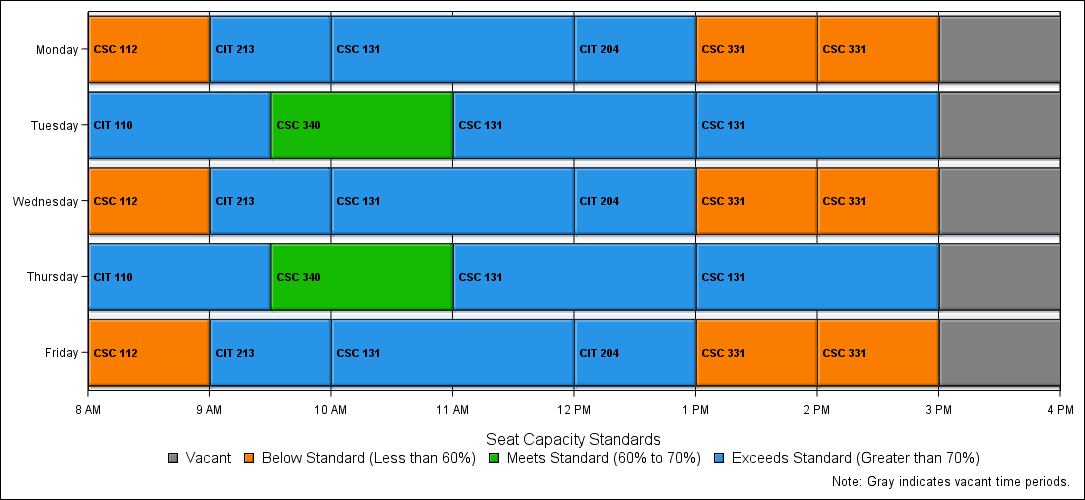 Monday CSC 112 CIT 213 CSC 131 CIT 204 CSC 331 CSC 331
Tuesday CIT 110 CSC 340 CSC 131 CSC 131
Wednesday CSC 112 CIT 213 CSC 131 CIT 204 CSC 331 CSC 331
Thursday CIT 110 CSC 340 CSC 131 CSC 131
Friday CSC 112 CIT 213 CSC 131 CIT 204 CSC 331 CSC 331
8 AM 9 AM 10 AM 11 AM 12 PM 1 PM 2 PM 3 PM 4 PM
Seat Capacity Standards
Vacant Below Standard (Less than 60%) Meets Standard (60% to 70%) Exceeds Standard (Greater than 70%)
Note: Gray indicates vacant time periods.